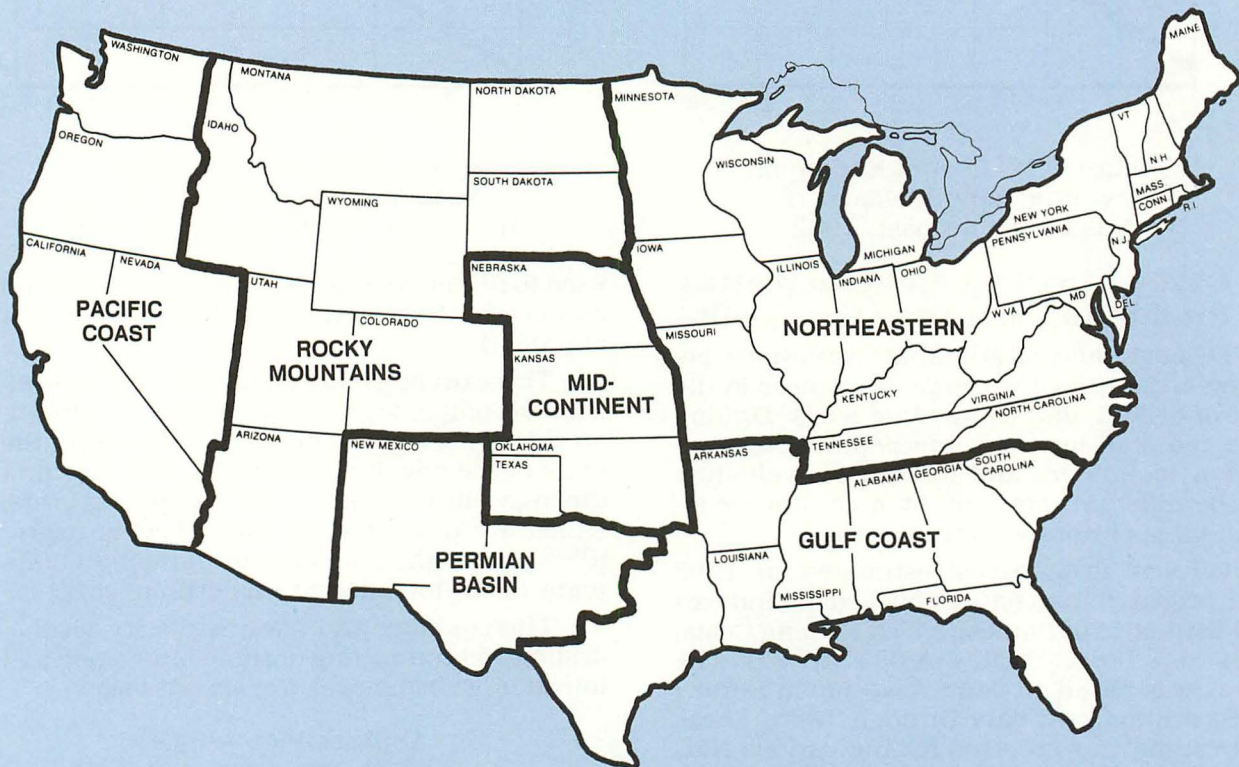 WASHINGTON
MONTANA
NORTH DAKOTA
MINNESOTA
MAINE
OREGON
IDAHO
VT
N H
WISCONSIN
SOUTH DAKOTA
MASS
CONN
R.I.
WYOMING
NEW YORK
CALIFORNIA
NEVADA
IOWA
MICHIGAN
PENNSYLVANIA
N.J.
UTAH
NEBRASKA
ILLINOIS
INDIANA
OHIO
PACIFIC
COAST
COLORADO
MD
DEL.
W VA
MISSOURI
NORTHEASTERN
ROCKY
MOUNTAINS
KANSAS
MID-
CONTINENT
KENTUCKY
VIRGINIA
NORTH CAROLINA
ARIZONA
NEW MEXICO
OKLAHOMA
TEXAS
ARKANSAS
TENNESSEE
ALABAMA
GEORGIA
SOUTH
CAROLINA
GULF COAST
PERMIAN
BASIN
LOUISIANA
MISSISSIPPI
FLORIDA